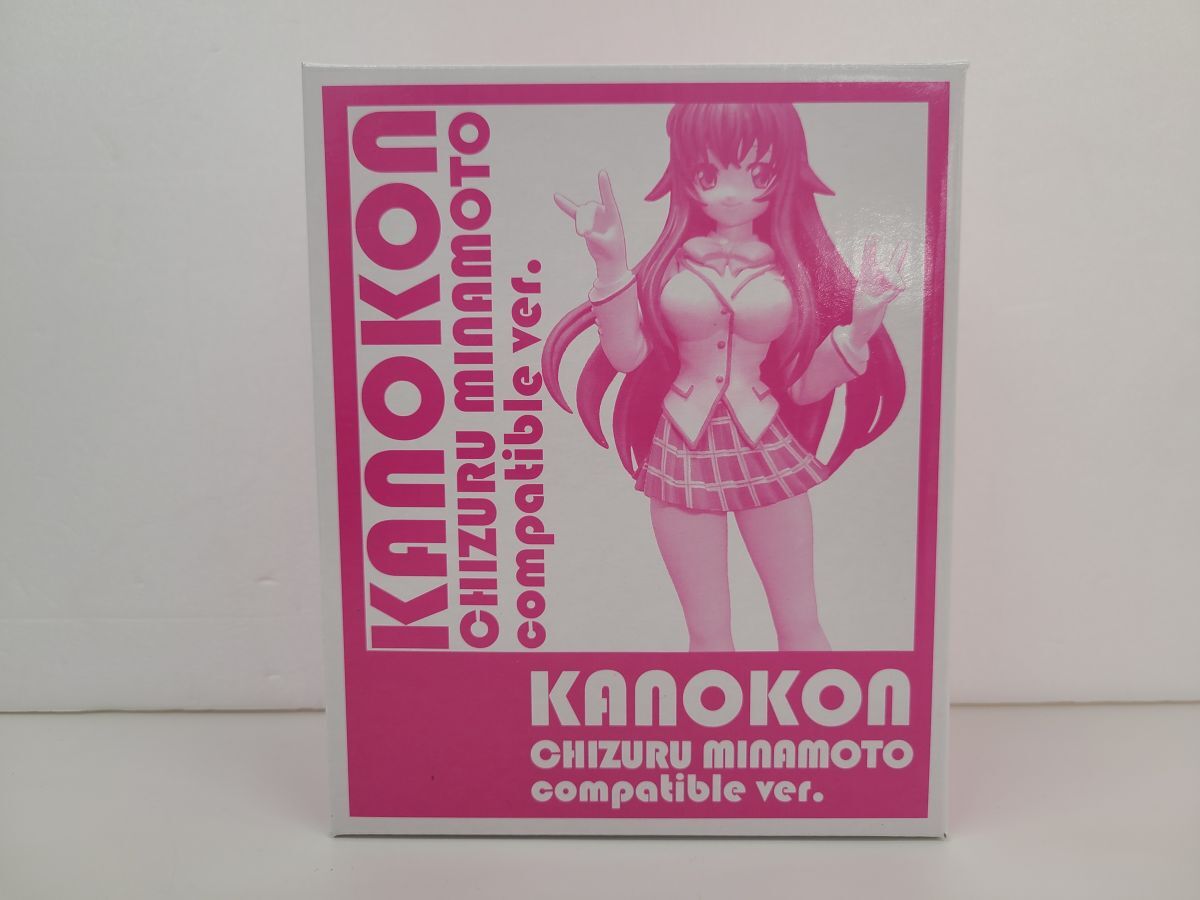 KANOKON
CHIZURU MINAMOTO
compatible ver.
KANOKON
CHIZURU MINAMOTO
compatible ver.